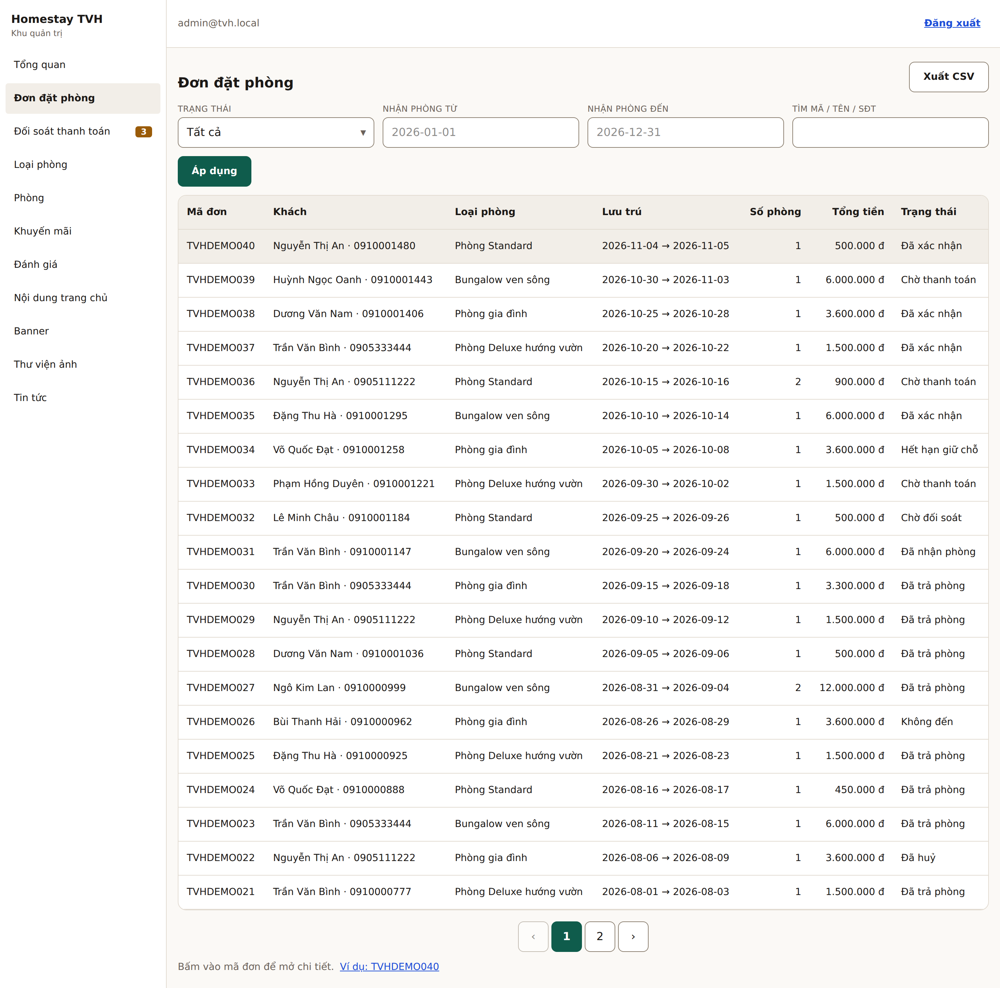 Homestay TVH
Khu quản trị
Tổng quan
Đơn đặt phòng
Đối soát thanh toán 3
Loại phòng
Phòng
Khuyến mãi
Đánh giá
Nội dung trang chủ
Banner
Thư viện ảnh
Tin tức
admin@tvh.local Đăng xuất
Đơn đặt phòng Xuất CSV
TRẠNG THÁI NHẬN PHÒNG TỪ NHẬN PHÒNG ĐẾN TÌM MÃ / TÊN / SĐT
Tất cả ▼ 2026-01-01 2026-12-31
Áp dụng
Mã đơn Khách Loại phòng Lưu trú Số phòng Tổng tiền Trạng thái
TVHDEMO040 Nguyễn Thị An · 0910001480 Phòng Standard 2026-11-04 → 2026-11-05 1 500.000 đ Đã xác nhận
TVHDEMO039 Huỳnh Ngọc Oanh · 0910001443 Bungalow ven sông 2026-10-30 → 2026-11-03 1 6.000.000 đ Chờ thanh toán
TVHDEMO038 Dương Văn Nam · 0910001406 Phòng gia đình 2026-10-25 → 2026-10-28 1 3.600.000 đ Đã xác nhận
TVHDEMO037 Trần Văn Bình · 0905333444 Phòng Deluxe hướng vườn 2026-10-20 → 2026-10-22 1 1.500.000 đ Đã xác nhận
TVHDEMO036 Nguyễn Thị An · 0905111222 Phòng Standard 2026-10-15 → 2026-10-16 2 900.000 đ Chờ thanh toán
TVHDEMO035 Đặng Thu Hà · 0910001295 Bungalow ven sông 2026-10-10 → 2026-10-14 1 6.000.000 đ Đã xác nhận
TVHDEMO034 Võ Quốc Đạt · 0910001258 Phòng gia đình 2026-10-05 → 2026-10-08 1 3.600.000 đ Hết hạn giữ chỗ
TVHDEMO033 Phạm Hồng Duyên · 0910001221 Phòng Deluxe hướng vườn 2026-09-30 → 2026-10-02 1 1.500.000 đ Chờ thanh toán
TVHDEMO032 Lê Minh Châu · 0910001184 Phòng Standard 2026-09-25 → 2026-09-26 1 500.000 đ Chờ đối soát
TVHDEMO031 Trần Văn Bình · 0910001147 Bungalow ven sông 2026-09-20 → 2026-09-24 1 6.000.000 đ Đã nhận phòng
TVHDEMO030 Trần Văn Bình · 0905333444 Phòng gia đình 2026-09-15 → 2026-09-18 1 3.300.000 đ Đã trả phòng
TVHDEMO029 Nguyễn Thị An · 0905111222 Phòng Deluxe hướng vườn 2026-09-10 → 2026-09-12 1 1.500.000 đ Đã trả phòng
TVHDEMO028 Dương Văn Nam · 0910001036 Phòng Standard 2026-09-05 → 2026-09-06 1 500.000 đ Đã trả phòng
TVHDEMO027 Ngô Kim Lan · 0910000999 Bungalow ven sông 2026-08-31 → 2026-09-04 2 12.000.000 đ Đã trả phòng
TVHDEMO026 Bùi Thanh Hải · 0910000962 Phòng gia đình 2026-08-26 → 2026-08-29 1 3.600.000 đ Không đến
TVHDEMO025 Đặng Thu Hà · 0910000925 Phòng Deluxe hướng vườn 2026-08-21 → 2026-08-23 1 1.500.000 đ Đã trả phòng
TVHDEMO024 Võ Quốc Đạt · 0910000888 Phòng Standard 2026-08-16 → 2026-08-17 1 450.000 đ Đã trả phòng
TVHDEMO023 Trần Văn Bình · 0905333444 Bungalow ven sông 2026-08-11 → 2026-08-15 1 6.000.000 đ Đã trả phòng
TVHDEMO022 Nguyễn Thị An · 0905111222 Phòng gia đình 2026-08-06 → 2026-08-09 1 3.600.000 đ Đã huỷ
TVHDEMO021 Trần Văn Bình · 0910000777 Phòng Deluxe hướng vườn 2026-08-01 → 2026-08-03 1 1.500.000 đ Đã trả phòng
‹ 1 2 ›
Bấm vào mã đơn để mở chi tiết. Ví dụ: TVHDEMO040